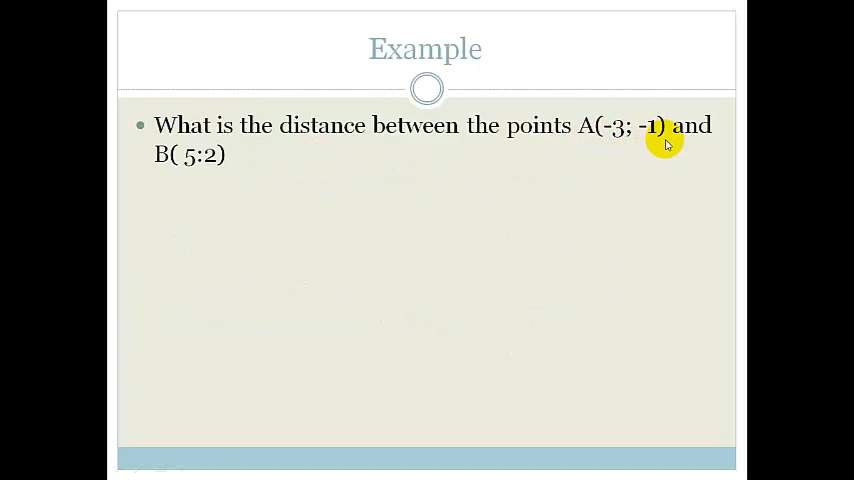 Example
What is the distance between the points A(-3; -1) and
B( 5:2)